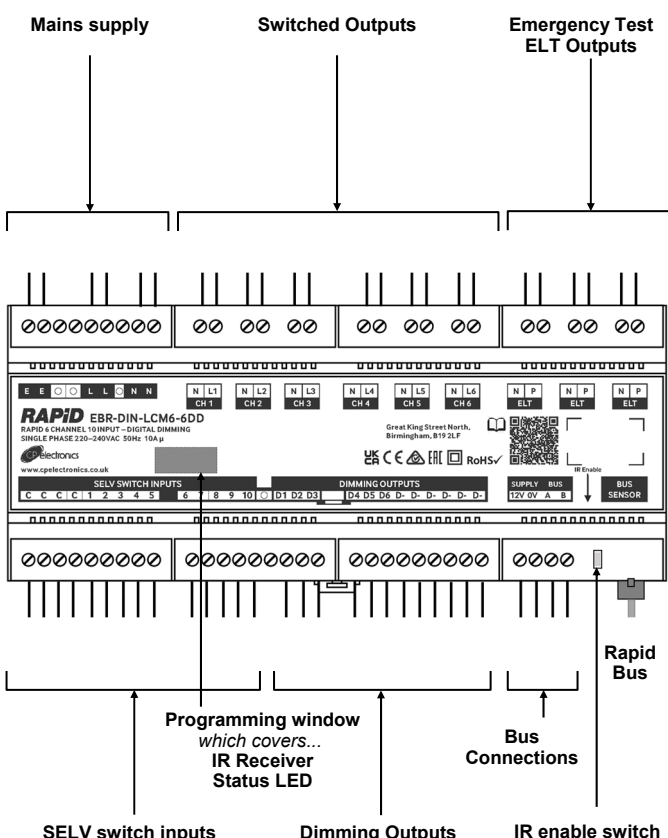 Mains supply
Switched Outputs
Emergency Test
ELT Outputs
E E L L N N
N L1
CH 1
N L2
CH 2
N L3
CH 3
N L4
CH 4
N L5
CH 5
N L6
CH 6
N P
ELT
N P
ELT
N P
ELT
RAPiD EBR-DIN-LCM6-6DD
RAPID 6 CHANNEL 10 INPUT – DIGITAL DIMMING
SINGLE PHASE 220–240VAC 50Hz 10A μ
CP electronics
www.cpelectronics.co.uk
Great King Street North,
Birmingham, B19 2LF
UK CA CE EAC RoHS✓
IR Enable
SELV SWITCH INPUTS
C C C C 1 2 3 4 5 6 8 9 10
DIMMING OUTPUTS
D1 D2 D3 D4 D5 D6 D- D- D- D- D- D-
SUPPLY BUS
12V 0V A B
BUS
SENSOR
Rapid
Bus
Programming window
which covers...
IR Receiver
Status LED
Bus
Connections
SELV switch inputs
Dimming Outputs
IR enable switch